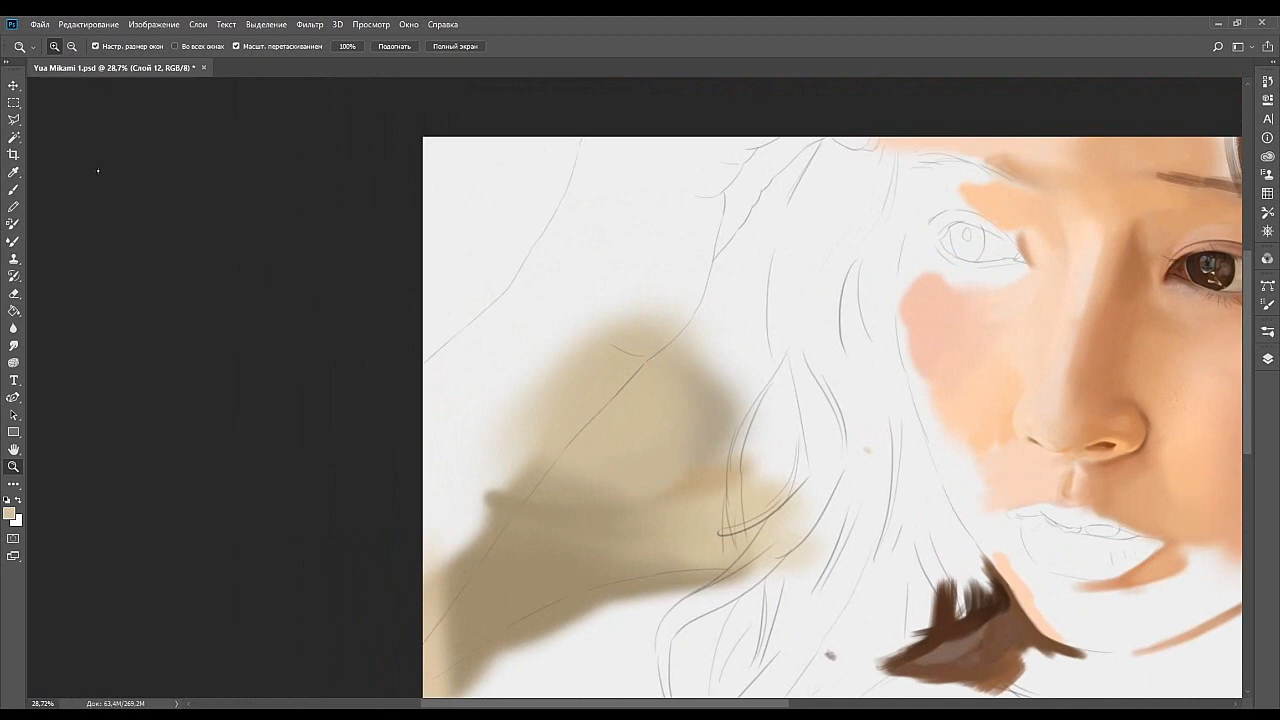 Ps Файл Редактирование Изображение Слои Текст Выделение Фильтр 3D Просмотр Окно Справка
Настр. размер окон Во всех окнах Масшт. перетаскиванием 100% Подогнать Полный экран
Yua Mikami 1.psd @ 28,7% (Слой 12, RGB/8) * ×
28,72% Док: 63,4M/269,2M